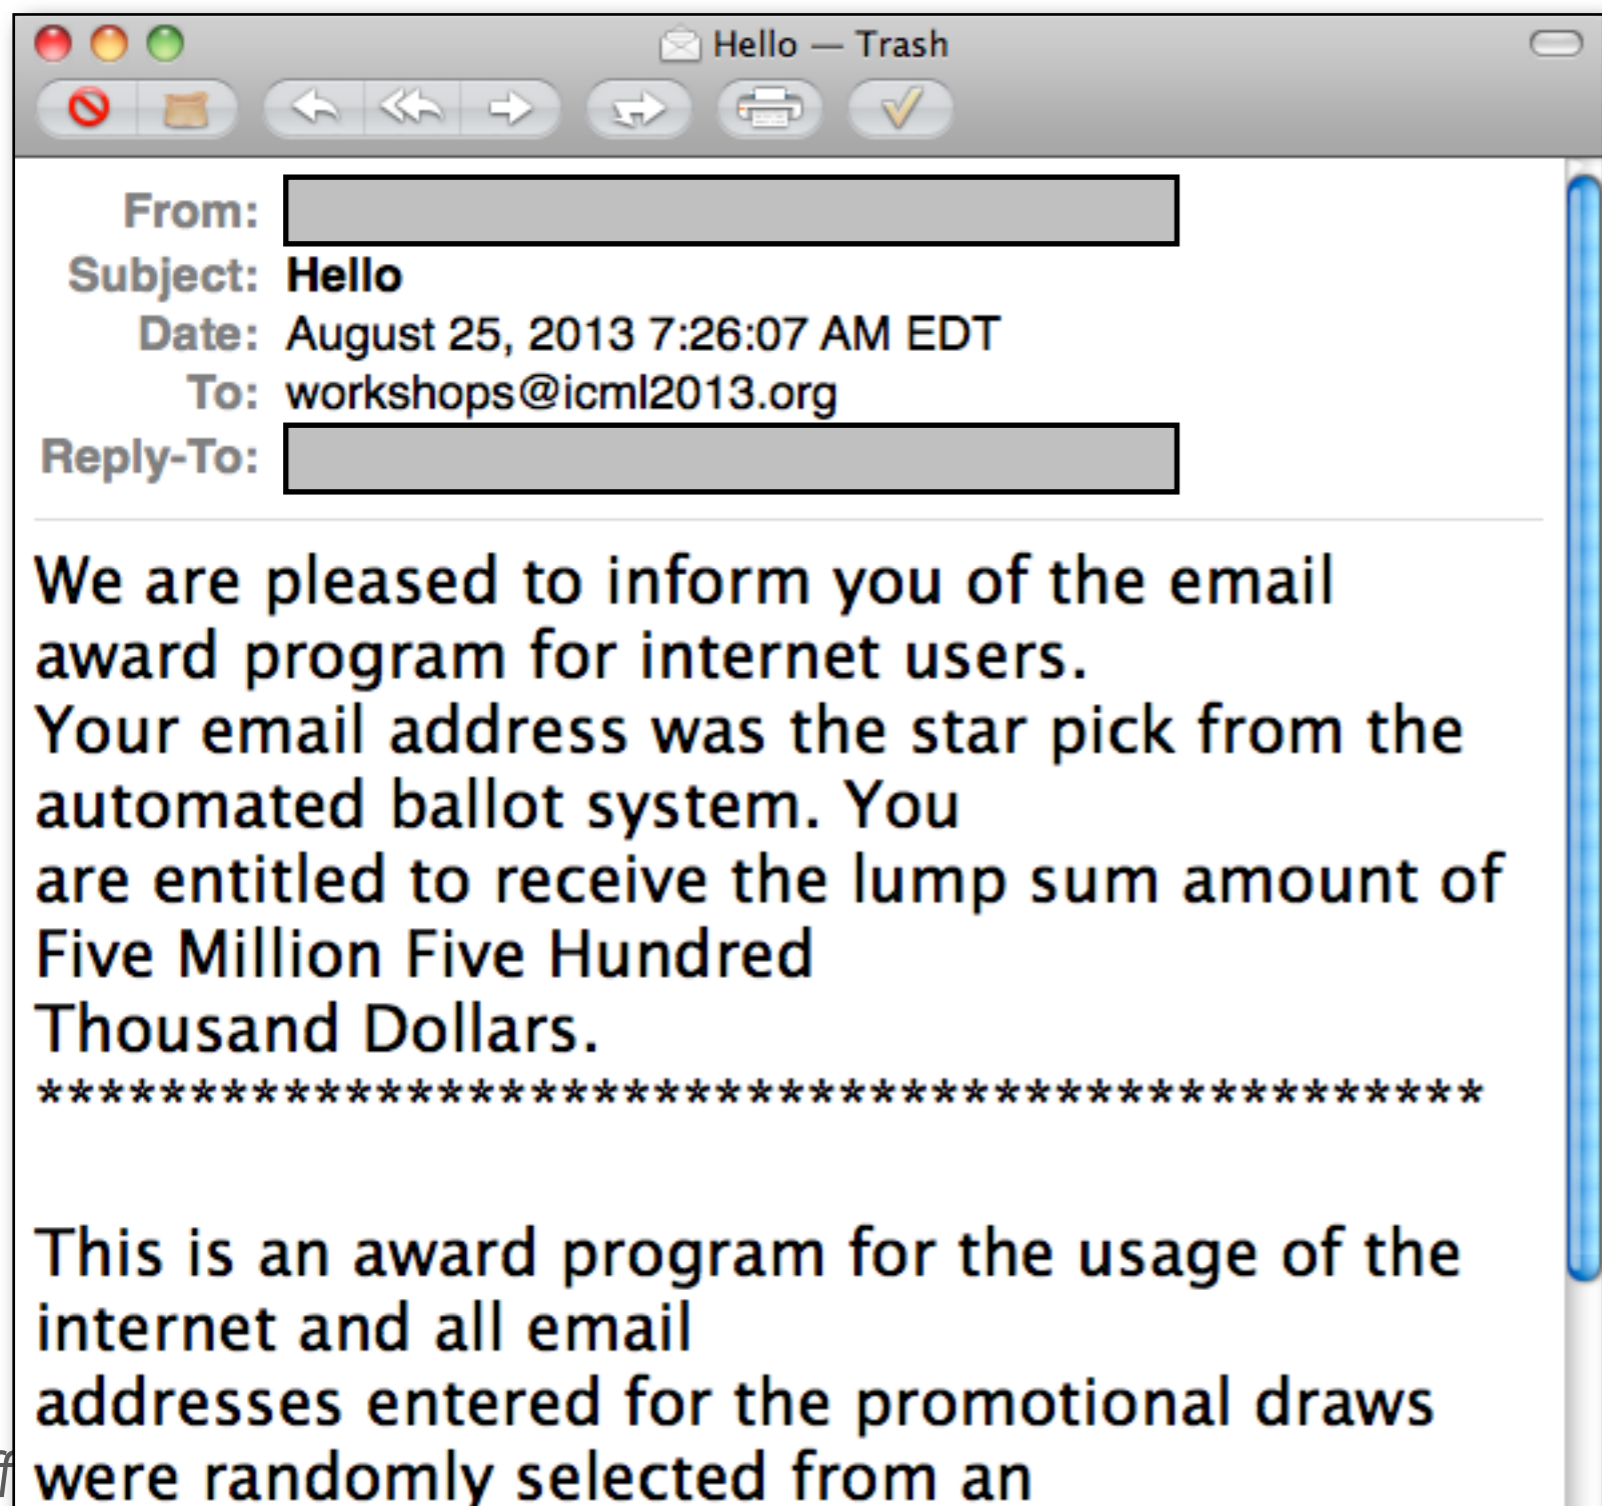 Hello — Trash
From:
Subject: Hello
Date: August 25, 2013 7:26:07 AM EDT
To: workshops@icml2013.org
Reply-To:
We are pleased to inform you of the email
award program for internet users.
Your email address was the star pick from the
automated ballot system. You
are entitled to receive the lump sum amount of
Five Million Five Hundred
Thousand Dollars.
***********************************************
This is an award program for the usage of the
internet and all email
addresses entered for the promotional draws
were randomly selected from an